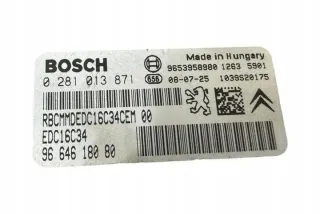 BOSCH
Made in Hungary
9653958980 1263 5901
0 281 013 871
65B 08-07-25 1039S20175
RBCMMDEDC16C34CEM 00
EDC16C34
96 646 180 80